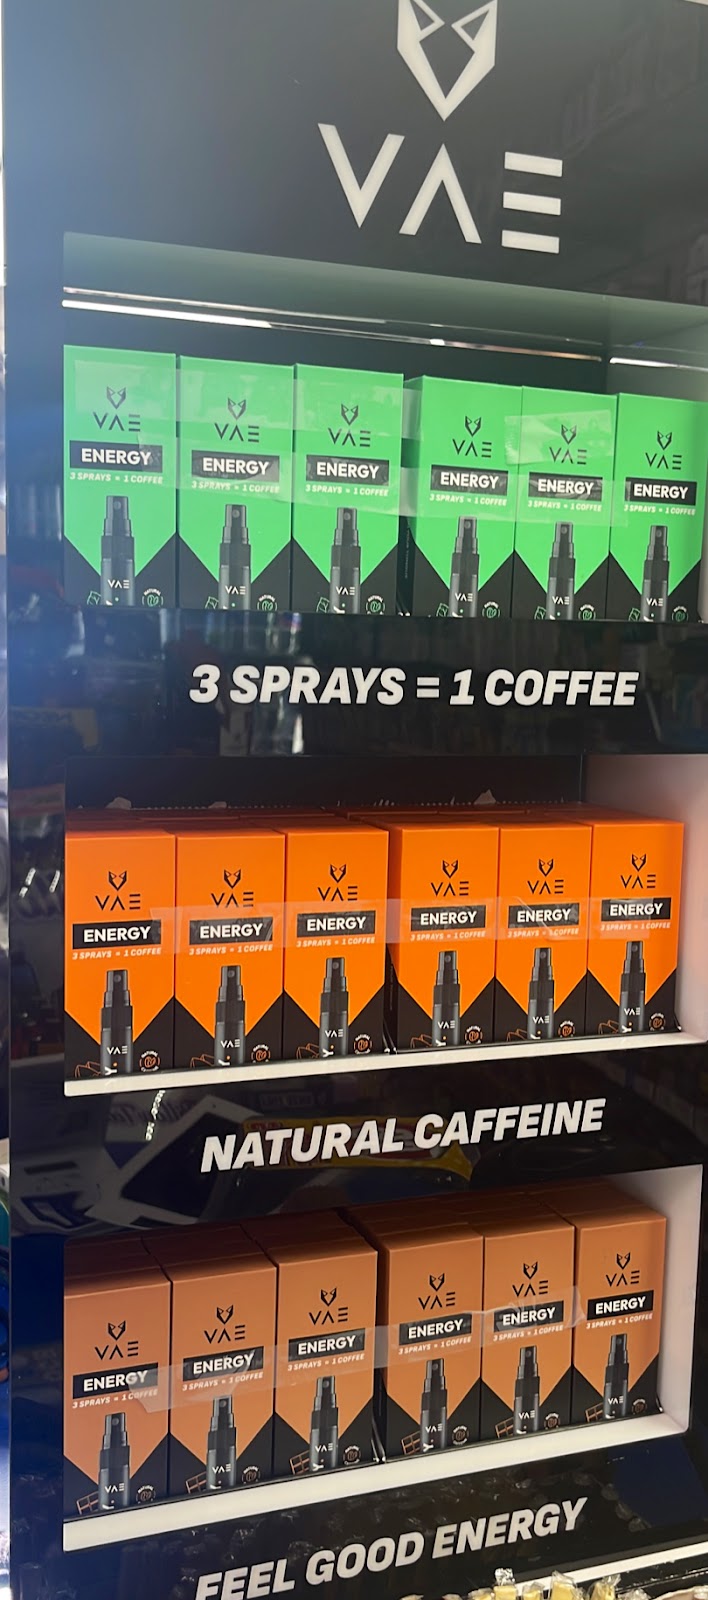 VAE
VAE VAE VAE VAE VAE VAE
ENERGY ENERGY ENERGY ENERGY ENERGY ENERGY
3 SPRAYS = 1 COFFEE 3 SPRAYS = 1 COFFEE 3 SPRAYS = 1 COFFEE 3 SPRAYS = 1 COFFEE 3 SPRAYS = 1 COFFEE 3 SPRAYS = 1 COFFEE
VAE VAE VAE VAE VAE VAE
3 SPRAYS = 1 COFFEE
VAE VAE VAE VAE VAE VAE
ENERGY ENERGY ENERGY ENERGY ENERGY ENERGY
3 SPRAYS = 1 COFFEE 3 SPRAYS = 1 COFFEE 3 SPRAYS = 1 COFFEE 3 SPRAYS = 1 COFFEE 3 SPRAYS = 1 COFFEE 3 SPRAYS = 1 COFFEE
VAE VAE VAE VAE VAE VAE
NATURAL CAFFEINE
VAE VAE VAE VAE VAE VAE
ENERGY ENERGY ENERGY ENERGY ENERGY ENERGY
3 SPRAYS = 1 COFFEE 3 SPRAYS = 1 COFFEE 3 SPRAYS = 1 COFFEE 3 SPRAYS = 1 COFFEE 3 SPRAYS = 1 COFFEE 3 SPRAYS = 1 COFFEE
VAE VAE VAE VAE VAE VAE
FEEL GOOD ENERGY